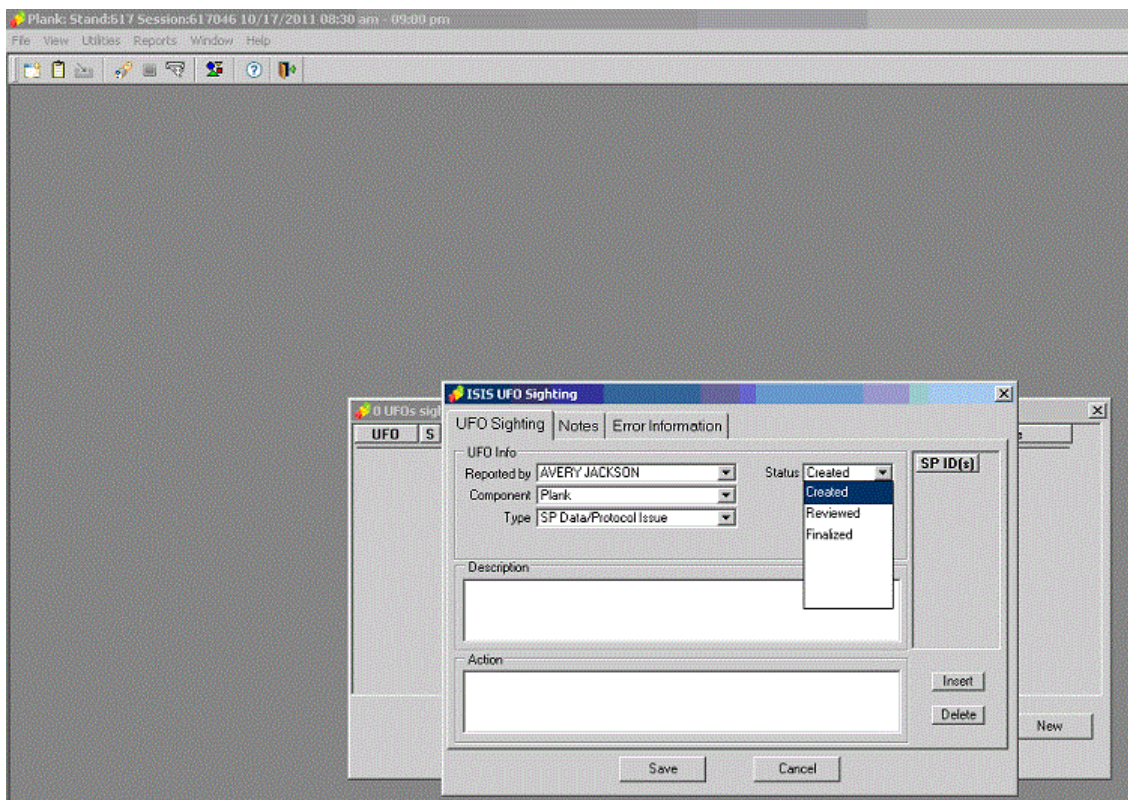 Plank: Stand:617 Session:617046 10/17/2011 08:30 am - 09:00 pm
File View Utilities Reports Window Help
ISIS UFO Sighting
0 UFOs
UFO S
UFO Sighting Notes Error Information
UFO Info
Reported by AVERY JACKSON Status Created SP ID(s)
Component Plank Created
Type SP Data/Protocol Issue Reviewed
Finalized
Description
Action
Insert
Delete
New
Save Cancel